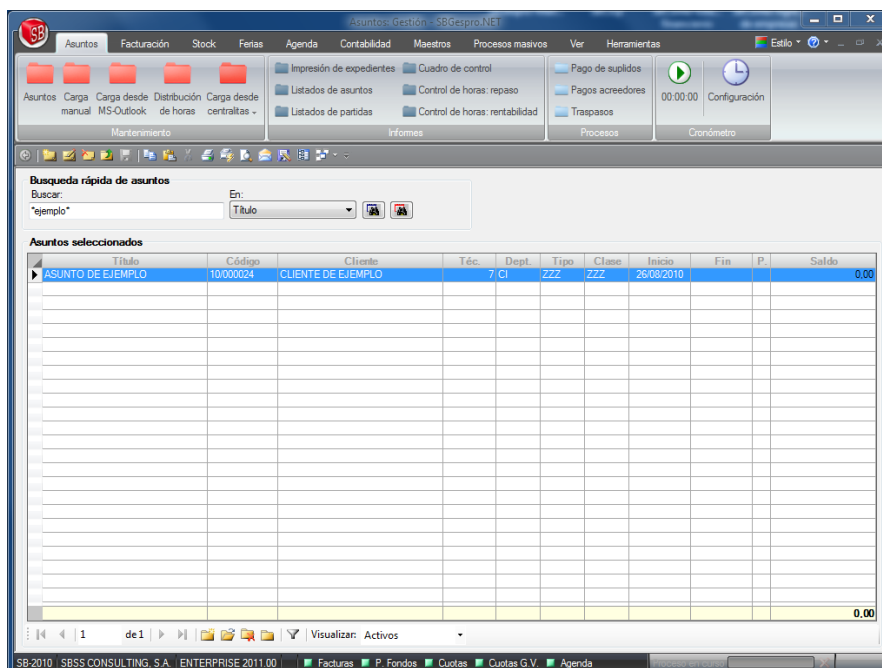 Asuntos: Gestión - SBGespro.NET
SB
Asuntos Facturación Stock Ferias Agenda Contabilidad Maestros Procesos masivos Ver Herramientas Estilo
Impresión de expedientes Cuadro de control Pago de suplidos
Listados de asuntos Control de horas: repaso Pagos acreedores
Asuntos Carga manual Carga desde MS-Outlook Distribución de horas Carga desde centralitas 00:00:00 Configuración
Listados de partidas Control de horas: rentabilidad Traspasos
Mantenimiento Informes Procesos Cronómetro
Busqueda rápida de asuntos
Buscar: En:
*ejemplo* Título
Asuntos seleccionados
Título Código Cliente Téc. Dept. Tipo Clase Inicio Fin P. Saldo
ASUNTO DE EJEMPLO 10/000024 CLIENTE DE EJEMPLO 7 CI ZZZ ZZZ 26/08/2010 0,00
0,00
1 de 1 Visualizar: Activos
SB-2010 SBSS CONSULTING, S.A. ENTERPRISE 2011.00 Facturas P. Fondos Cuotas Cuotas G.V. Agenda